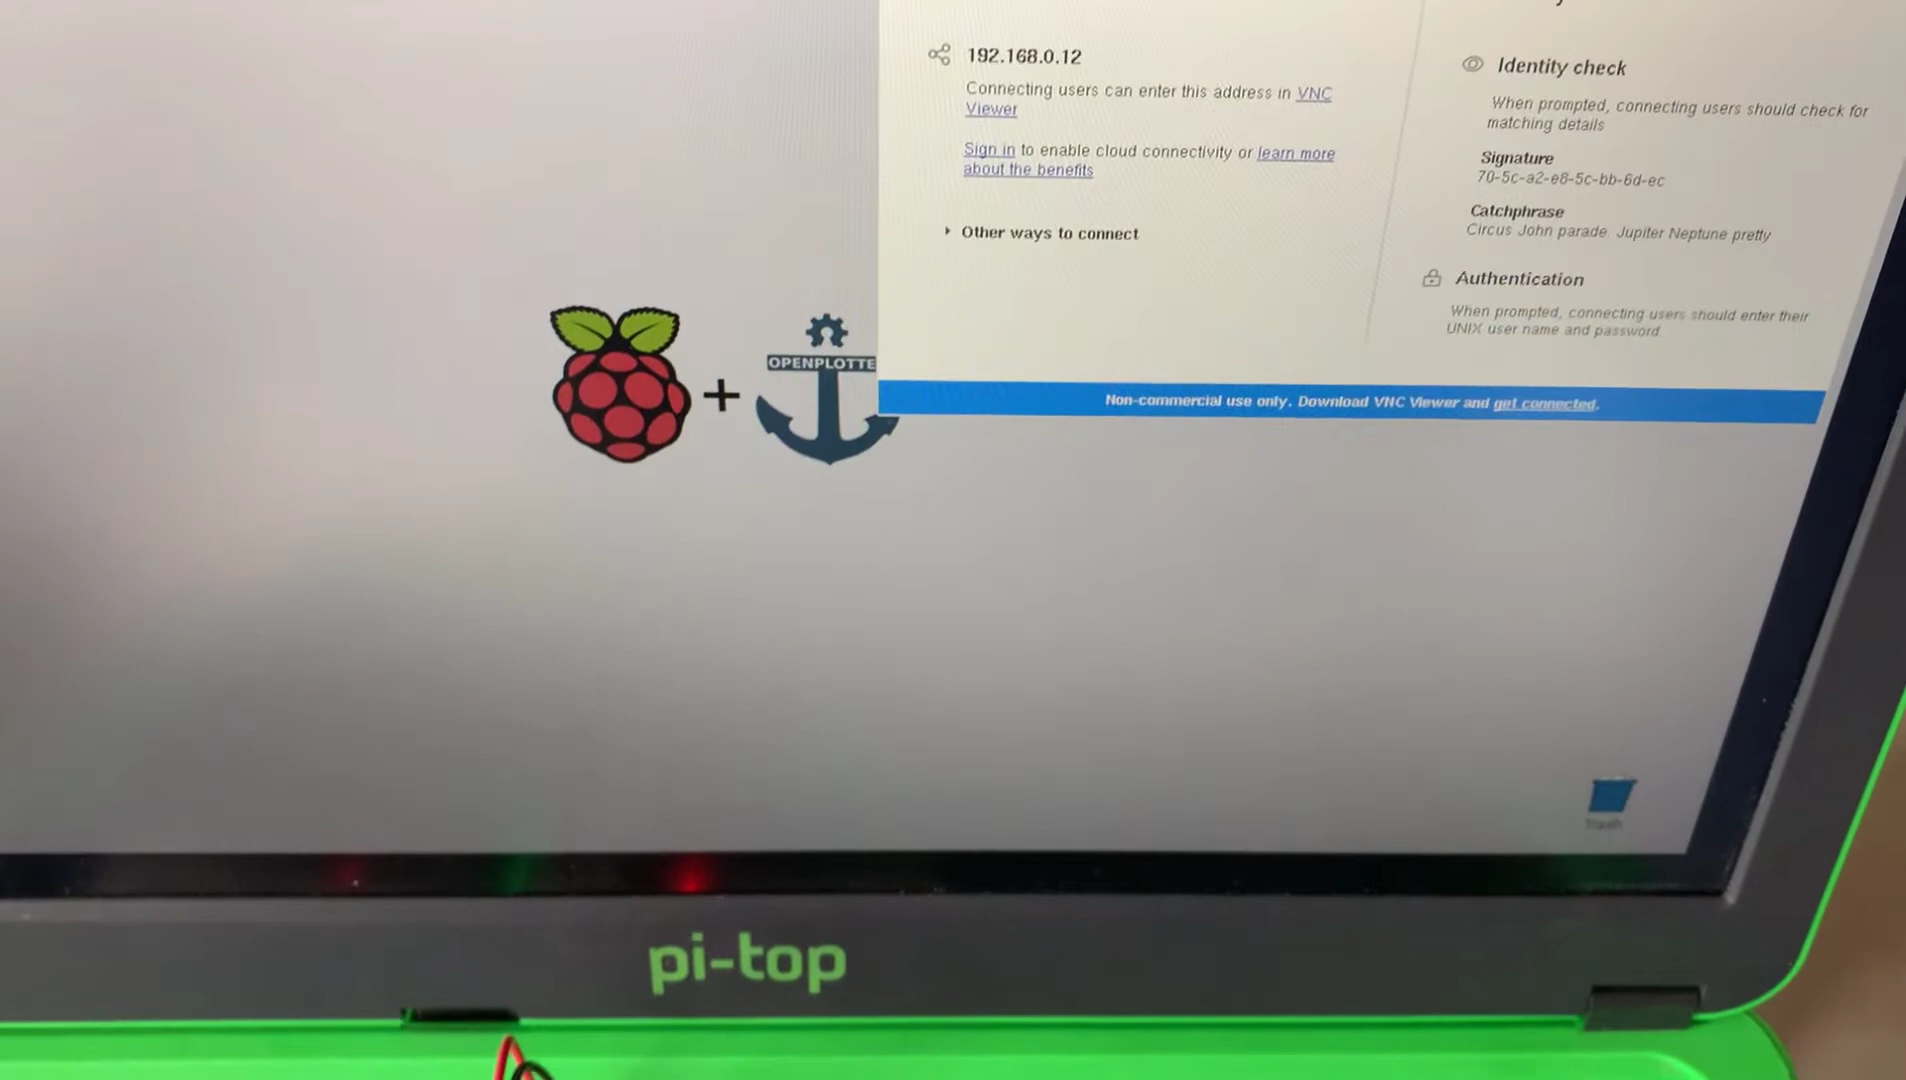 192.168.0.12
Connecting users can enter this address in VNC
Viewer
Sign in to enable cloud connectivity or learn more
about the benefits
Other ways to connect
Identity check
When prompted, connecting users should check for
matching details
Signature
70-5c-a2-e8-5c-bb-6d-ec
Catchphrase
Circus John parade. Jupiter Neptune pretty
Authentication
When prompted, connecting users should enter their
UNIX user name and password.
Non-commercial use only. Download VNC Viewer and get connected.
+
OPENPLOTTE
Trash
pi-top